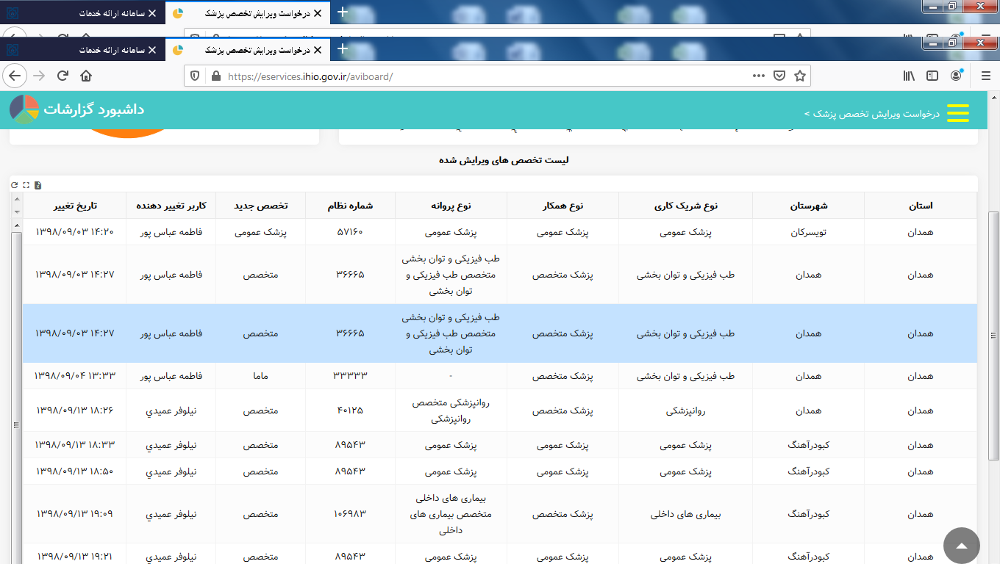 سامانه ارائه خدمات
درخواست ویرایش تخصص پزشک
سامانه ارائه خدمات
درخواست ویرایش تخصص پزشک
https://eservices.ihio.gov.ir/aviboard/
داشبورد گزارشات
درخواست ویرایش تخصص پزشک >
لیست تخصص های ویرایش شده
استان شهرستان نوع شریک کاری نوع همکار نوع پروانه شماره نظام تخصص جدید کاربر تغییر دهنده تاریخ تغییر
همدان تویسرکان پزشک عمومی پزشک عمومی پزشک عمومی ۵۷۱۶۰ پزشک عمومی فاطمه عباس پور ۱۳۹۸/۰۹/۰۳ ۱۴:۲۰
همدان همدان طب فیزیکی و توان بخشی پزشک متخصص طب فیزیکی و توان بخشی
متخصص طب فیزیکی و
توان بخشی ۳۶۶۶۵ متخصص فاطمه عباس پور ۱۳۹۸/۰۹/۰۳ ۱۴:۲۷
همدان همدان طب فیزیکی و توان بخشی پزشک متخصص طب فیزیکی و توان بخشی
متخصص طب فیزیکی و
توان بخشی ۳۶۶۶۵ متخصص فاطمه عباس پور ۱۳۹۸/۰۹/۰۳ ۱۴:۲۷
همدان همدان طب فیزیکی و توان بخشی پزشک متخصص - ۳۳۳۳۳ ماما فاطمه عباس پور ۱۳۹۸/۰۹/۰۴ ۱۳:۳۳
همدان همدان روانپزشکی پزشک متخصص روانپزشکی متخصص
روانپزشکی ۴۰۱۲۵ متخصص نیلوفر عمیدي ۱۳۹۸/۰۹/۱۳ ۱۸:۲۶
همدان کبودرآهنگ پزشک عمومی پزشک عمومی پزشک عمومی ۸۹۵۴۳ متخصص نیلوفر عمیدي ۱۳۹۸/۰۹/۱۳ ۱۸:۳۳
همدان کبودرآهنگ پزشک عمومی پزشک عمومی پزشک عمومی ۸۹۵۴۳ متخصص نیلوفر عمیدي ۱۳۹۸/۰۹/۱۳ ۱۸:۵۰
همدان کبودرآهنگ بیماری های داخلی پزشک متخصص بیماری های داخلی
متخصص بیماری های
داخلی ۱۰۶۹۸۳ متخصص نیلوفر عمیدي ۱۳۹۸/۰۹/۱۳ ۱۹:۰۹
همدان کبودرآهنگ پزشک عمومی پزشک عمومی پزشک عمومی ۸۹۵۴۳ متخصص نیلوفر عمیدي ۱۳۹۸/۰۹/۱۳ ۱۹:۲۱